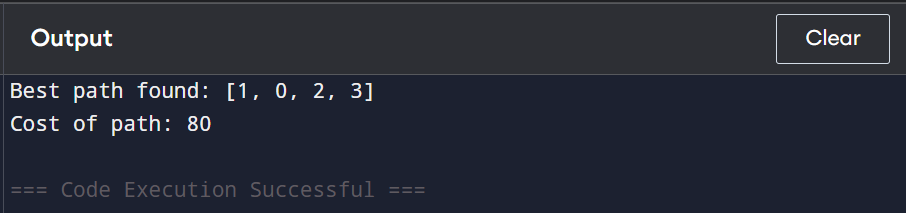 Output
Clear
Best path found: [1, 0, 2, 3]
Cost of path: 80
=== Code Execution Successful ===